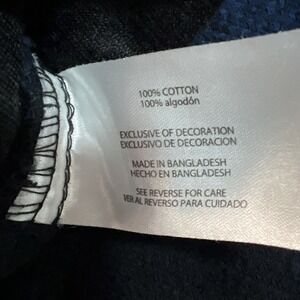 100% COTTON
100% algodón
EXCLUSIVE OF DECORATION
EXCLUSIVO DE DECORACION
MADE IN BANGLADESH
HECHO EN BANGLADESH
SEE REVERSE FOR CARE
VER AL REVERSO PARA CUIDADO